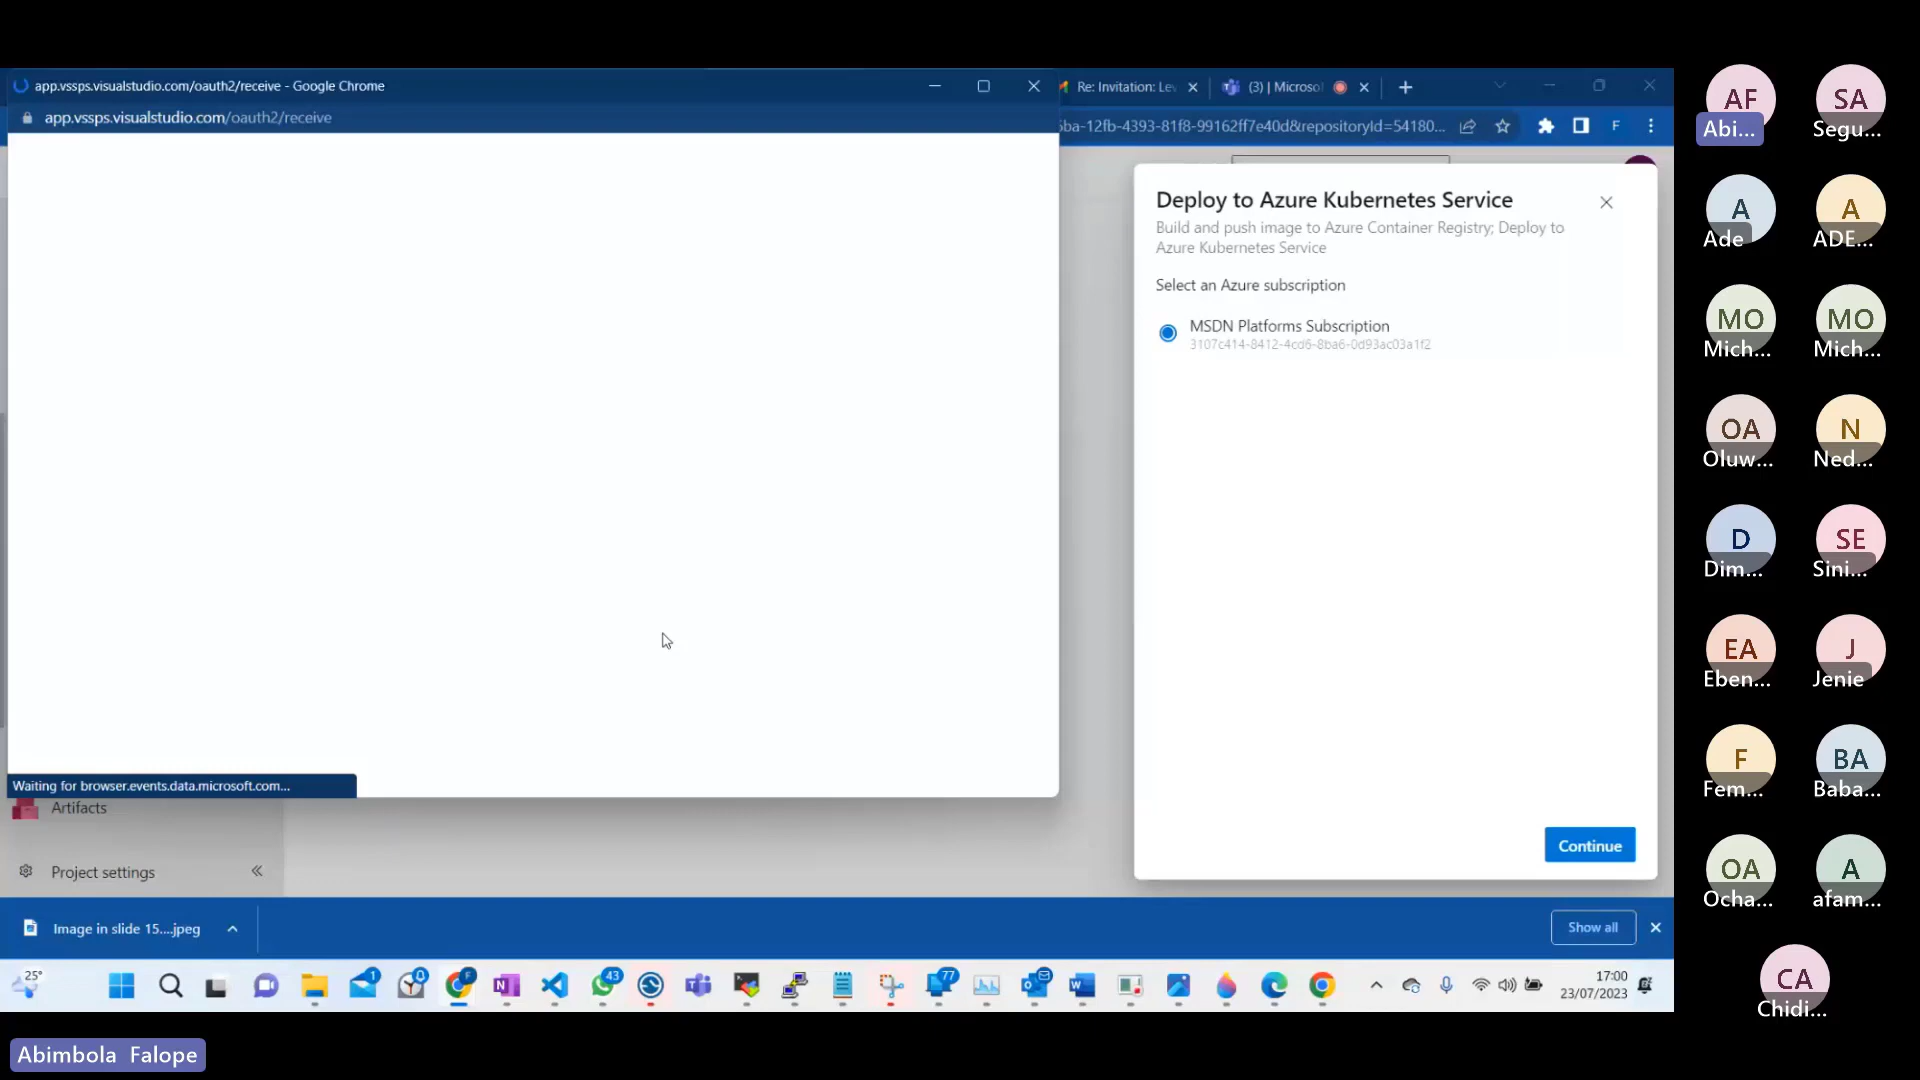 app.vssps.visualstudio.com/oauth2/receive - Google Chrome
app.vssps.visualstudio.com/oauth2/receive
Re: Invitation: Lev
(3) | Microsof
ba-12fb-4393-81f8-99162ff7e40d&repositoryId=54180...
F
Deploy to Azure Kubernetes Service
Build and push image to Azure Container Registry; Deploy to
Azure Kubernetes Service
Select an Azure subscription
MSDN Platforms Subscription
3107c414-8412-4cd6-8ba6-0d93ac03a1f2
Continue
Waiting for browser.events.data.microsoft.com...
Artifacts
Project settings
Image in slide 15....jpeg
Show all
25°
1
F
43
77
17:00
23/07/2023
AF
Abi...
SA
Segu...
A
Ade
A
ADE...
MO
Mich...
MO
Mich...
OA
Oluw...
N
Ned...
D
Dim...
SE
Sini...
EA
Eben...
J
Jenie
F
Fem...
BA
Baba...
OA
Ocha...
A
afam...
CA
Chidi...
Abimbola Falope